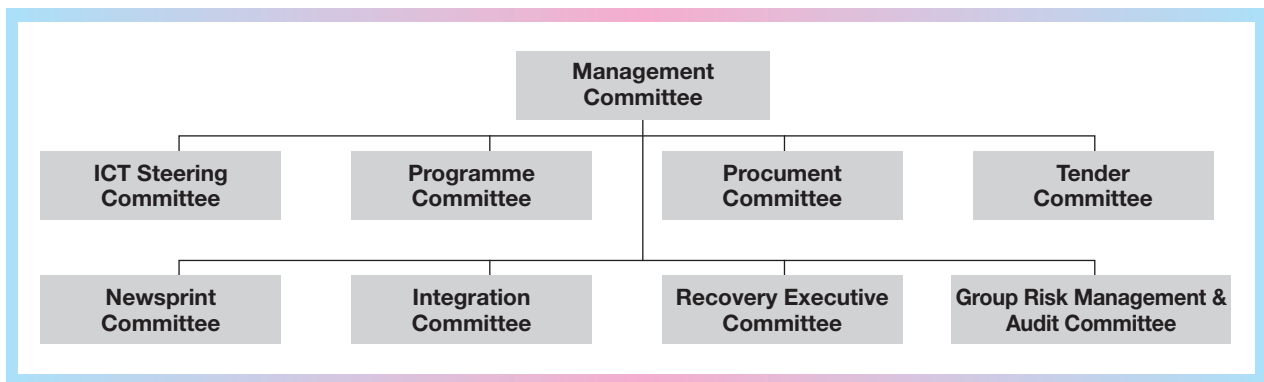 Management
Committee
ICT Steering
Committee
Programme
Committee
Procument
Committee
Tender
Committee
Newsprint
Committee
Integration
Committee
Recovery Executive
Committee
Group Risk Management &
Audit Committee